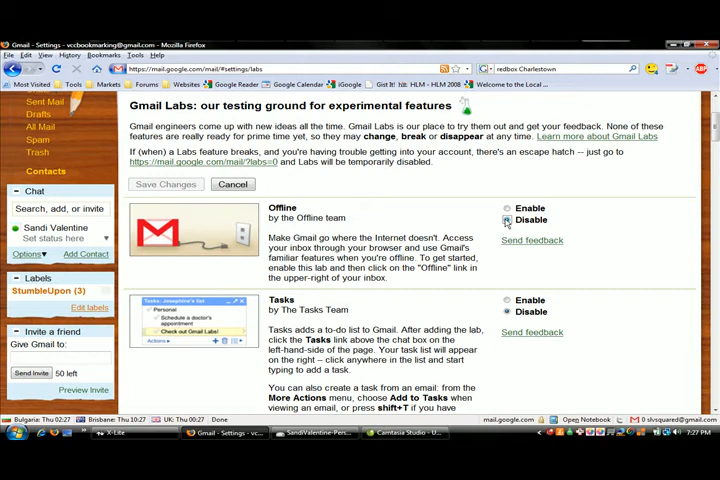 Gmail - Settings - vccbookmarking@gmail.com - Mozilla Firefox
File Edit View History Bookmarks Tools Help
https://mail.google.com/mail/#settings/labs
redbox Charlestown
Most Visited Tools Markets Forums Websites Google Reader Google Calendar iGoogle Gist It! hlt. HLM - HLM 300 Welcome to the Local ...
Sent Mail
Drafts
All Mail
Spam
Trash
Contacts
Chat
Search, add, or invite
Sandi Valentine
Set status here
Options Add Contact
Labels
StumbleUpon (3)
Edit labels
Invite a friend
Give Gmail to:
Send Invite 50 left
Preview Invite
Gmail Labs: our testing ground for experimental features
Gmail engineers come up with new ideas all the time. Gmail Labs is our place to try them out and get your feedback. None of these
features are really ready for prime time yet, so they may change, break or disappear at any time. Learn more about Gmail Labs
If (when) a Labs feature breaks, and you're having trouble getting into your account, there's an escape hatch -- just go to
https://mail.google.com/mail/?labs=0 and Labs will be temporarily disabled.
Save Changes Cancel
Offline
by the Offline team
Make Gmail go where the Internet doesn't. Access
your inbox through your browser and use Gmail's
familiar features when you're offline. To get started,
enable this lab and then click on the "Offline" link in
the upper-right of your inbox.
Enable
Disable
Send feedback
Tasks: Josephine's list
Personal
Schedule a doctor's
appointment
Check out Gmail Labs!
Actions
Tasks
by The Tasks Team
Tasks adds a to-do list to Gmail. After adding the lab,
click the Tasks link above the chat box on the
left-hand-side of the page. Your task list will appear
on the right – click anywhere in the list and start
typing to add a task.
You can also create a task from an email: from the
More Actions menu, choose Add to Tasks when
viewing an email, or press shift+T if you have
Enable
Disable
Send feedback
Bulgaria: Thu 02:27 Brisbane: Thu 10:27 UK: Thu 00:27 Done mail.google.com Open Notebook 0 slvsquared@gmail.com
X-Lite Gmail - Settings - vcc... SandiValentine-Pers... Camtasia Studio - U... 7:27 PM